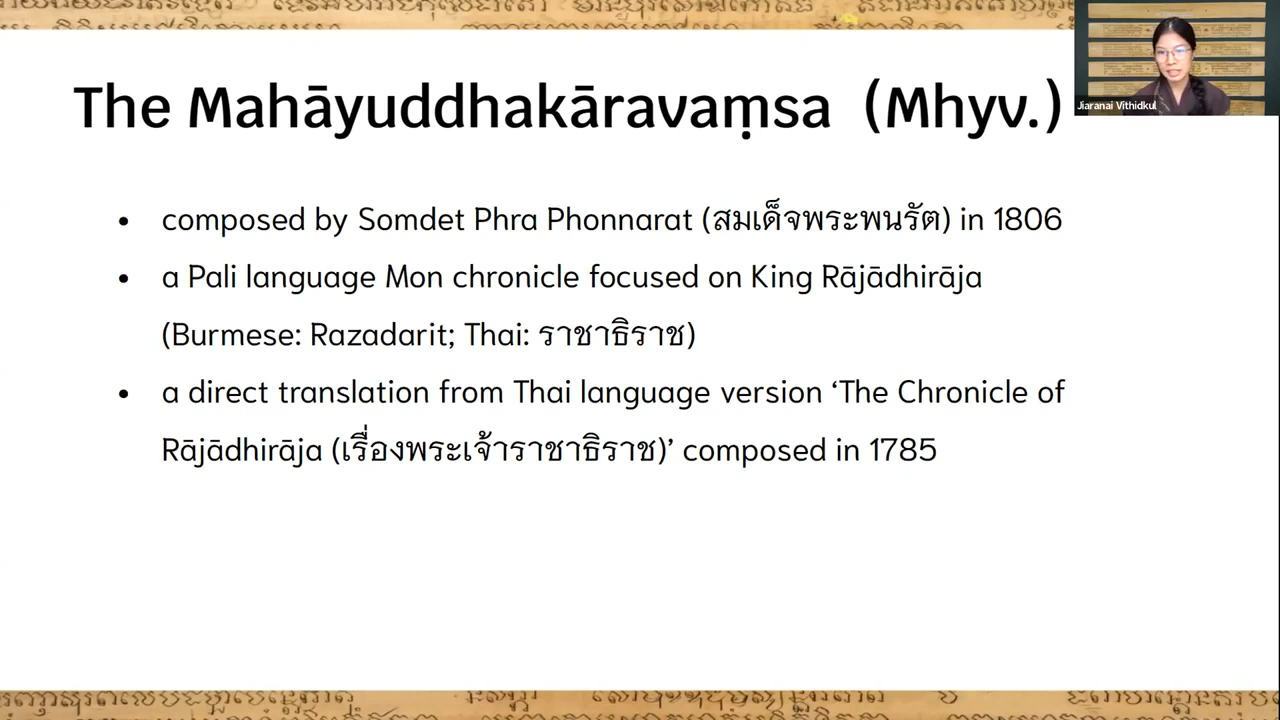 Jiaranai Vithidkul
The Mahāyuddhakāravaṃsa (Mhyv.)
• composed by Somdet Phra Phonnarat (สมเด็จพระพนรัต) in 1806
• a Pali language Mon chronicle focused on King Rājādhirāja
(Burmese: Razadarit; Thai: ราชาธิราช)
• a direct translation from Thai language version ‘The Chronicle of
Rājādhirāja (เรื่องพระเจ้าราชาธิราช)’ composed in 1785